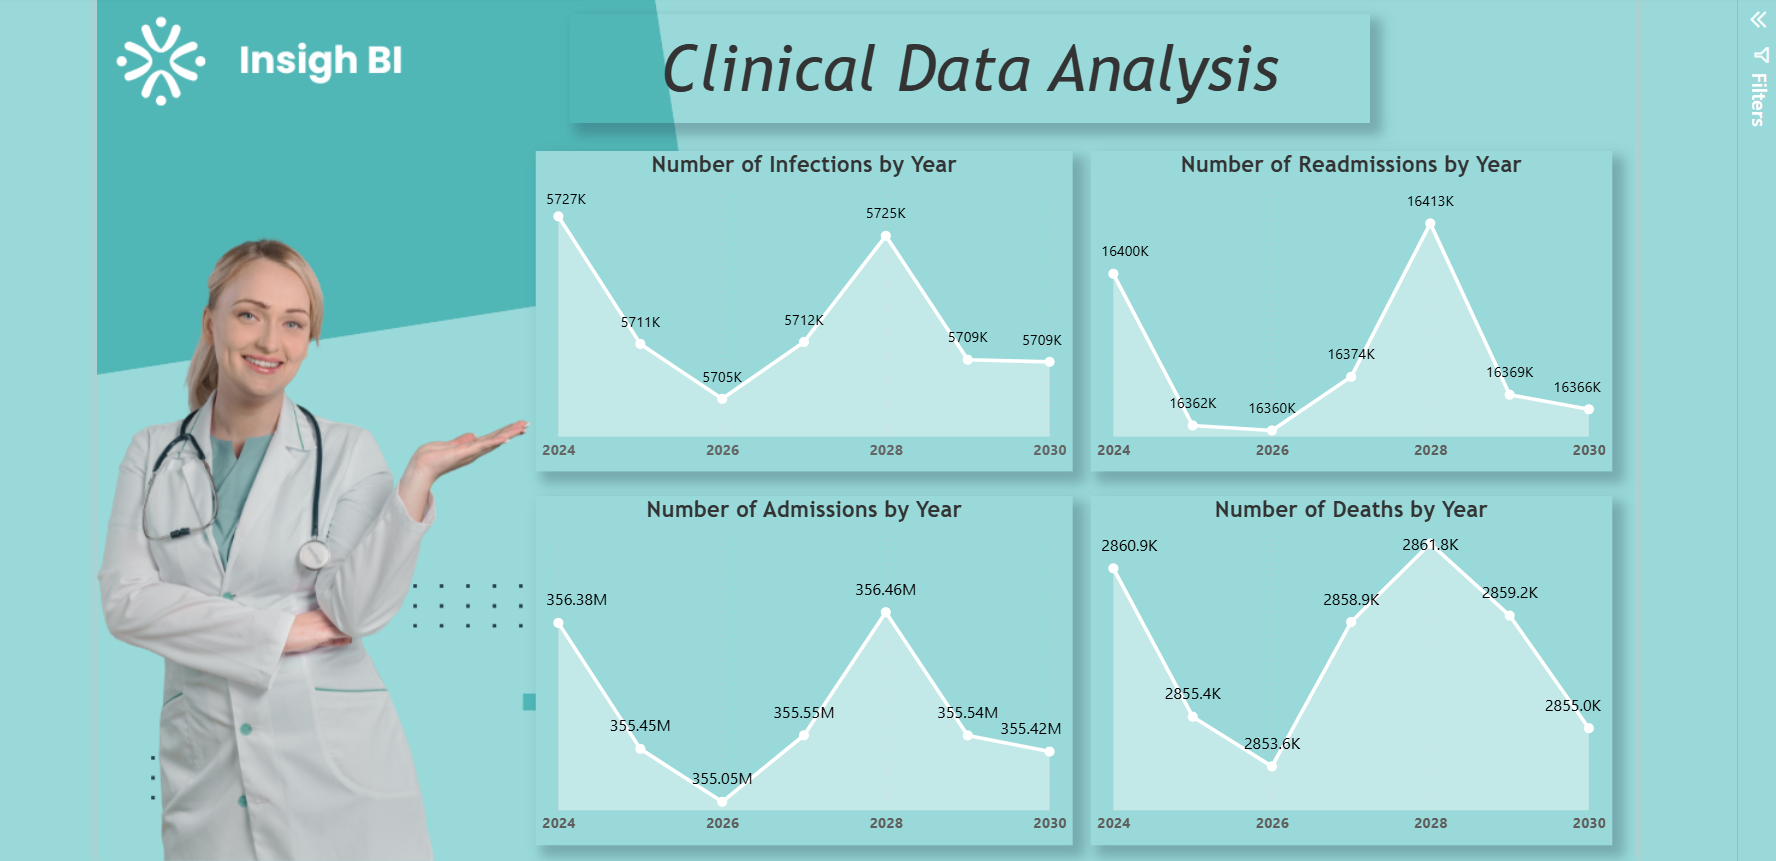 Insigh BI
Clinical Data Analysis
Filters
Number of Infections by Year
5727K
5711K
5705K
5712K
5725K
5709K
5709K
2024 2026 2028 2030
Number of Readmissions by Year
16400K
16362K
16360K
16374K
16413K
16369K
16366K
2024 2026 2028 2030
Number of Admissions by Year
356.38M
355.45M
355.05M
355.55M
356.46M
355.54M
355.42M
2024 2026 2028 2030
Number of Deaths by Year
2860.9K
2855.4K
2853.6K
2858.9K
2861.8K
2859.2K
2855.0K
2024 2026 2028 2030